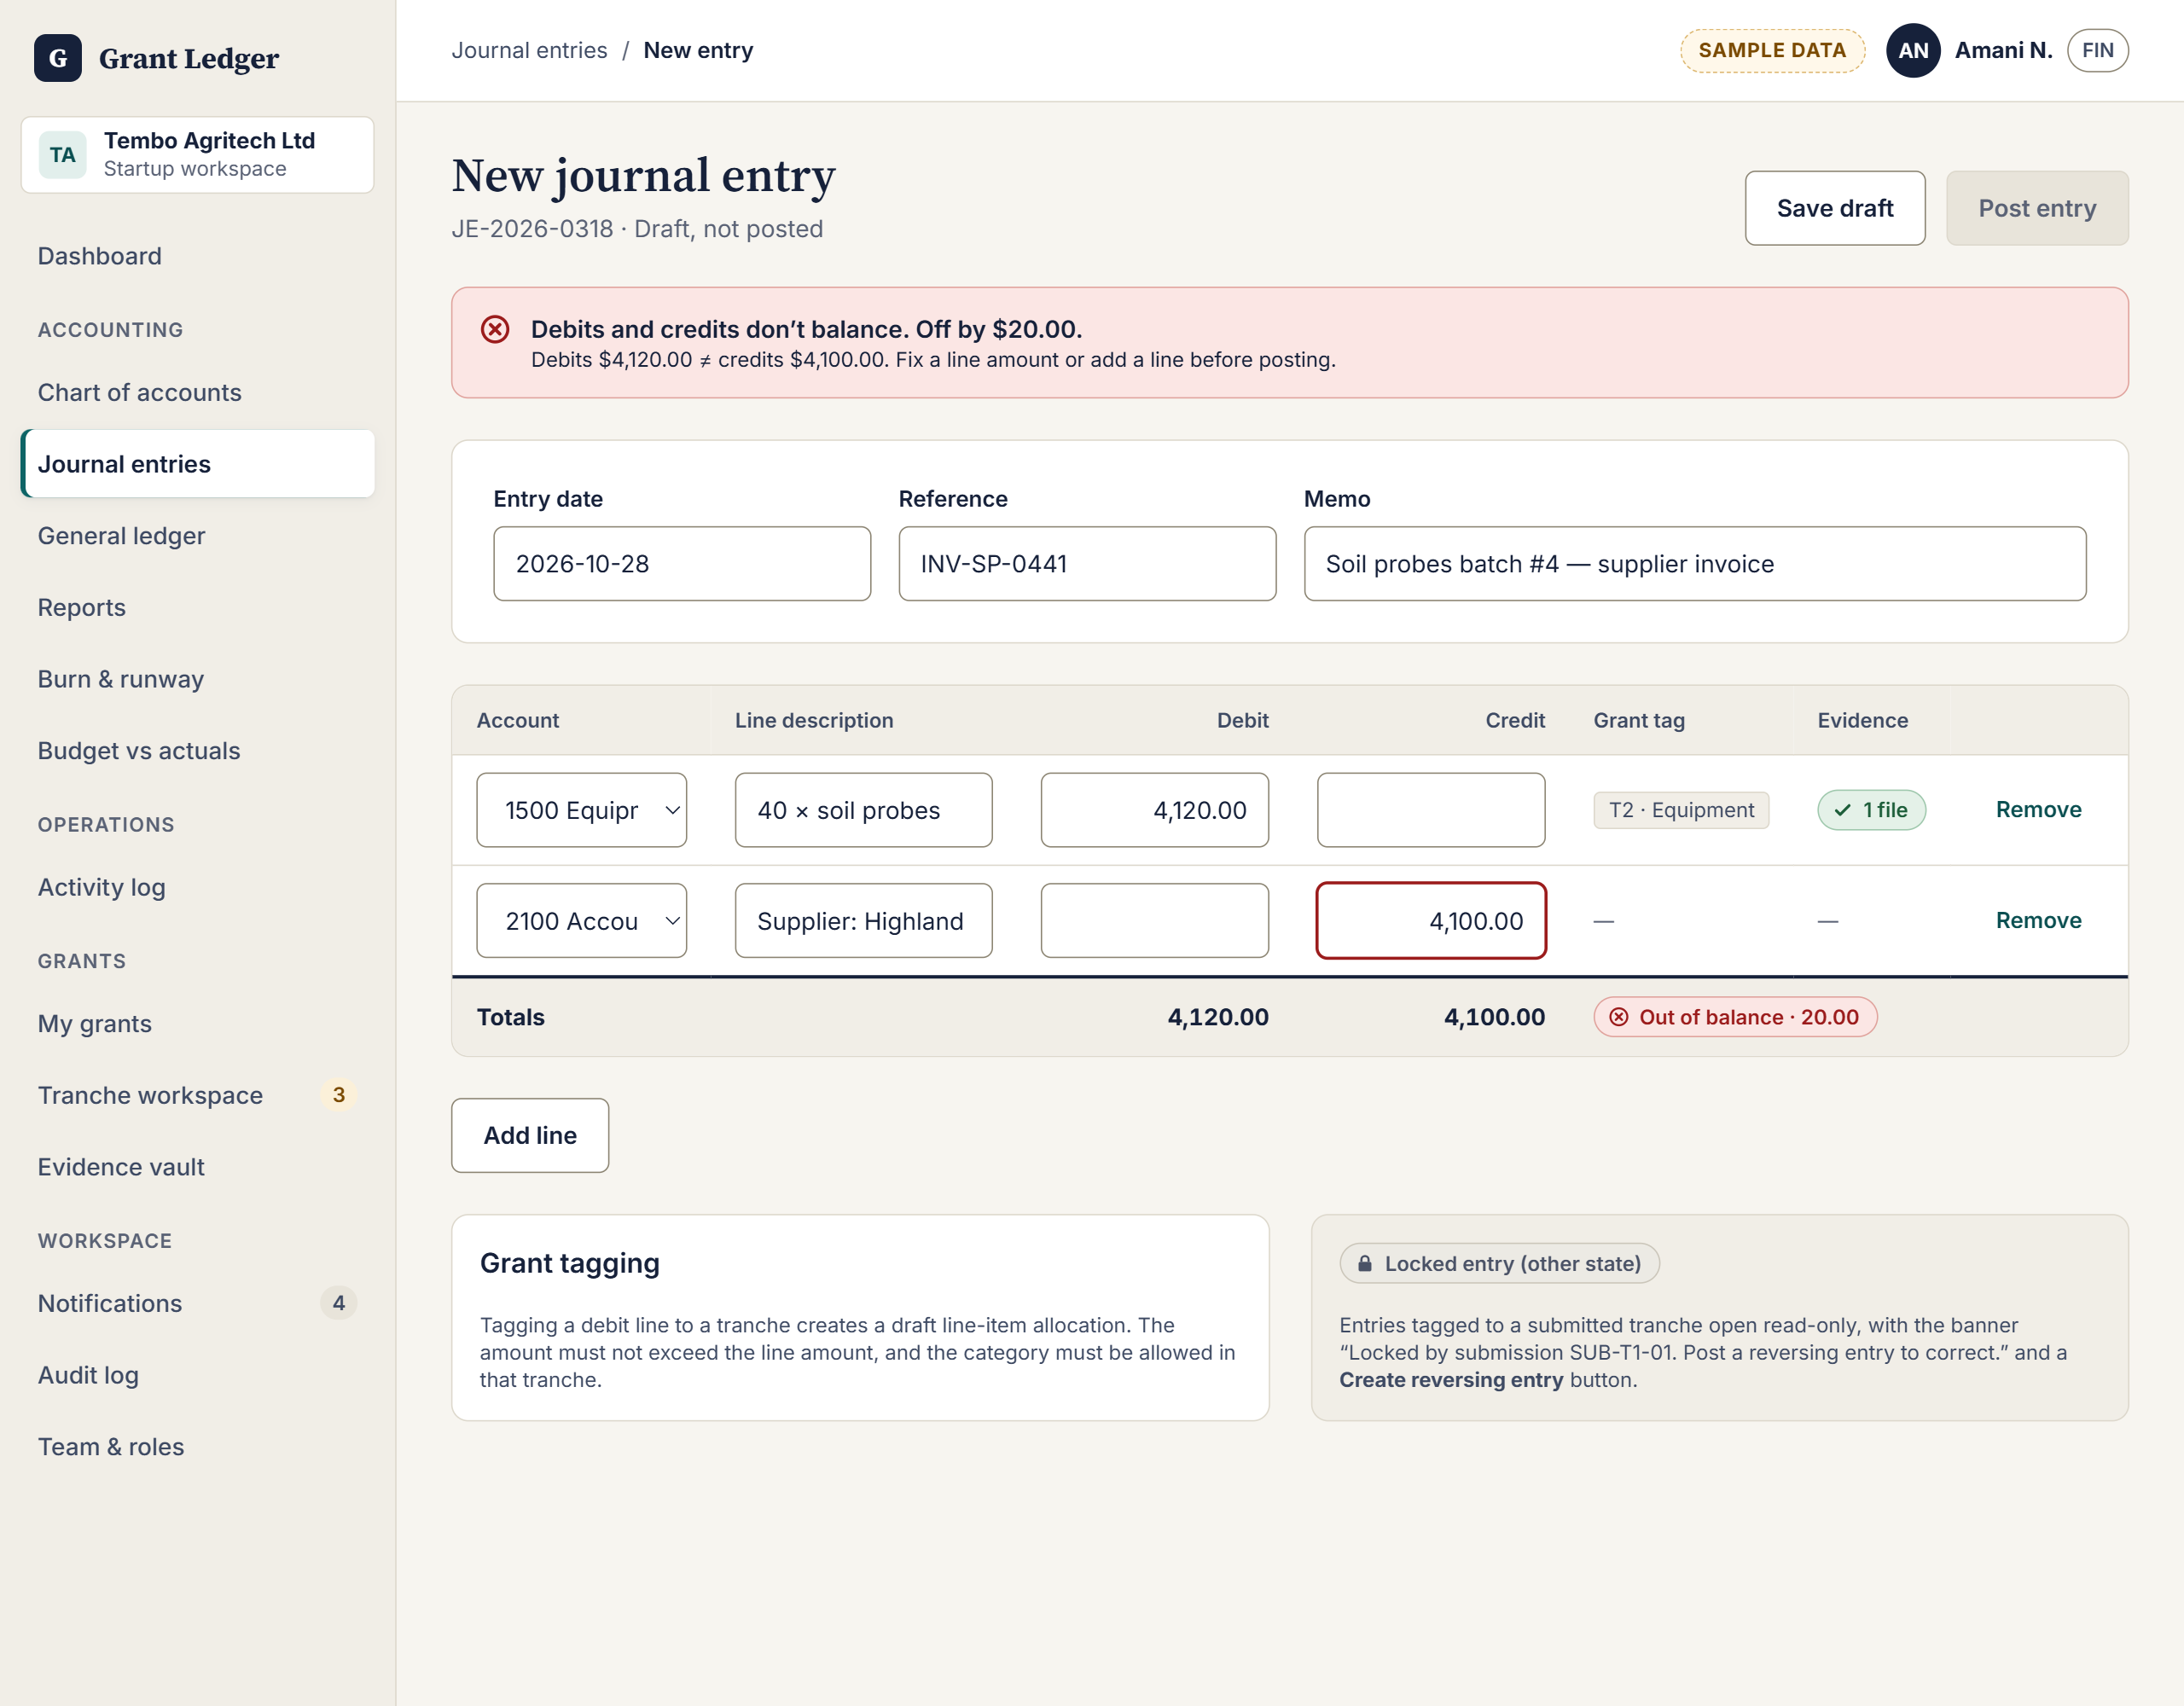 G Grant Ledger
TA Tembo Agritech Ltd
Startup workspace
Dashboard
ACCOUNTING
Chart of accounts
Journal entries
General ledger
Reports
Burn & runway
Budget vs actuals
OPERATIONS
Activity log
GRANTS
My grants
Tranche workspace 3
Evidence vault
WORKSPACE
Notifications 4
Audit log
Team & roles
Journal entries / New entry
SAMPLE DATA AN Amani N. FIN
New journal entry
JE-2026-0318 · Draft, not posted
Save draft Post entry
Debits and credits don’t balance. Off by $20.00.
Debits $4,120.00 ≠ credits $4,100.00. Fix a line amount or add a line before posting.
Entry date Reference Memo
2026-10-28 INV-SP-0441 Soil probes batch #4 — supplier invoice
Account Line description Debit Credit Grant tag Evidence
1500 Equipr 40 × soil probes 4,120.00 T2 · Equipment 1 file Remove
2100 Accou Supplier: Highland 4,100.00 — — Remove
Totals 4,120.00 4,100.00 Out of balance · 20.00
Add line
Grant tagging
Tagging a debit line to a tranche creates a draft line-item allocation. The
amount must not exceed the line amount, and the category must be allowed in
that tranche.
Locked entry (other state)
Entries tagged to a submitted tranche open read-only, with the banner
“Locked by submission SUB-T1-01. Post a reversing entry to correct.” and a
Create reversing entry button.